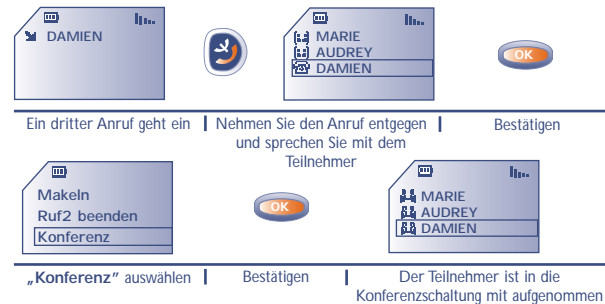 DAMIEN
MARIE
AUDREY
DAMIEN
OK
Ein dritter Anruf geht ein
Nehmen Sie den Anruf entgegen
und sprechen Sie mit dem
Teilnehmer
Bestätigen
Makeln
Ruf2 beenden
Konferenz
OK
MARIE
AUDREY
DAMIEN
„Konferenz" auswählen
Bestätigen
Der Teilnehmer ist in die
Konferenzschaltung mit aufgenommen